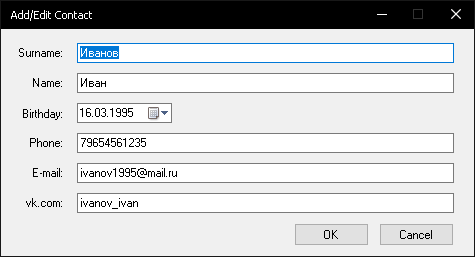 Add/Edit Contact
Surname: Иванов
Name: Иван
Birthday: 16.03.1995
Phone: 79654561235
E-mail: ivanov1995@mail.ru
vk.com: ivanov_ivan
OK Cancel